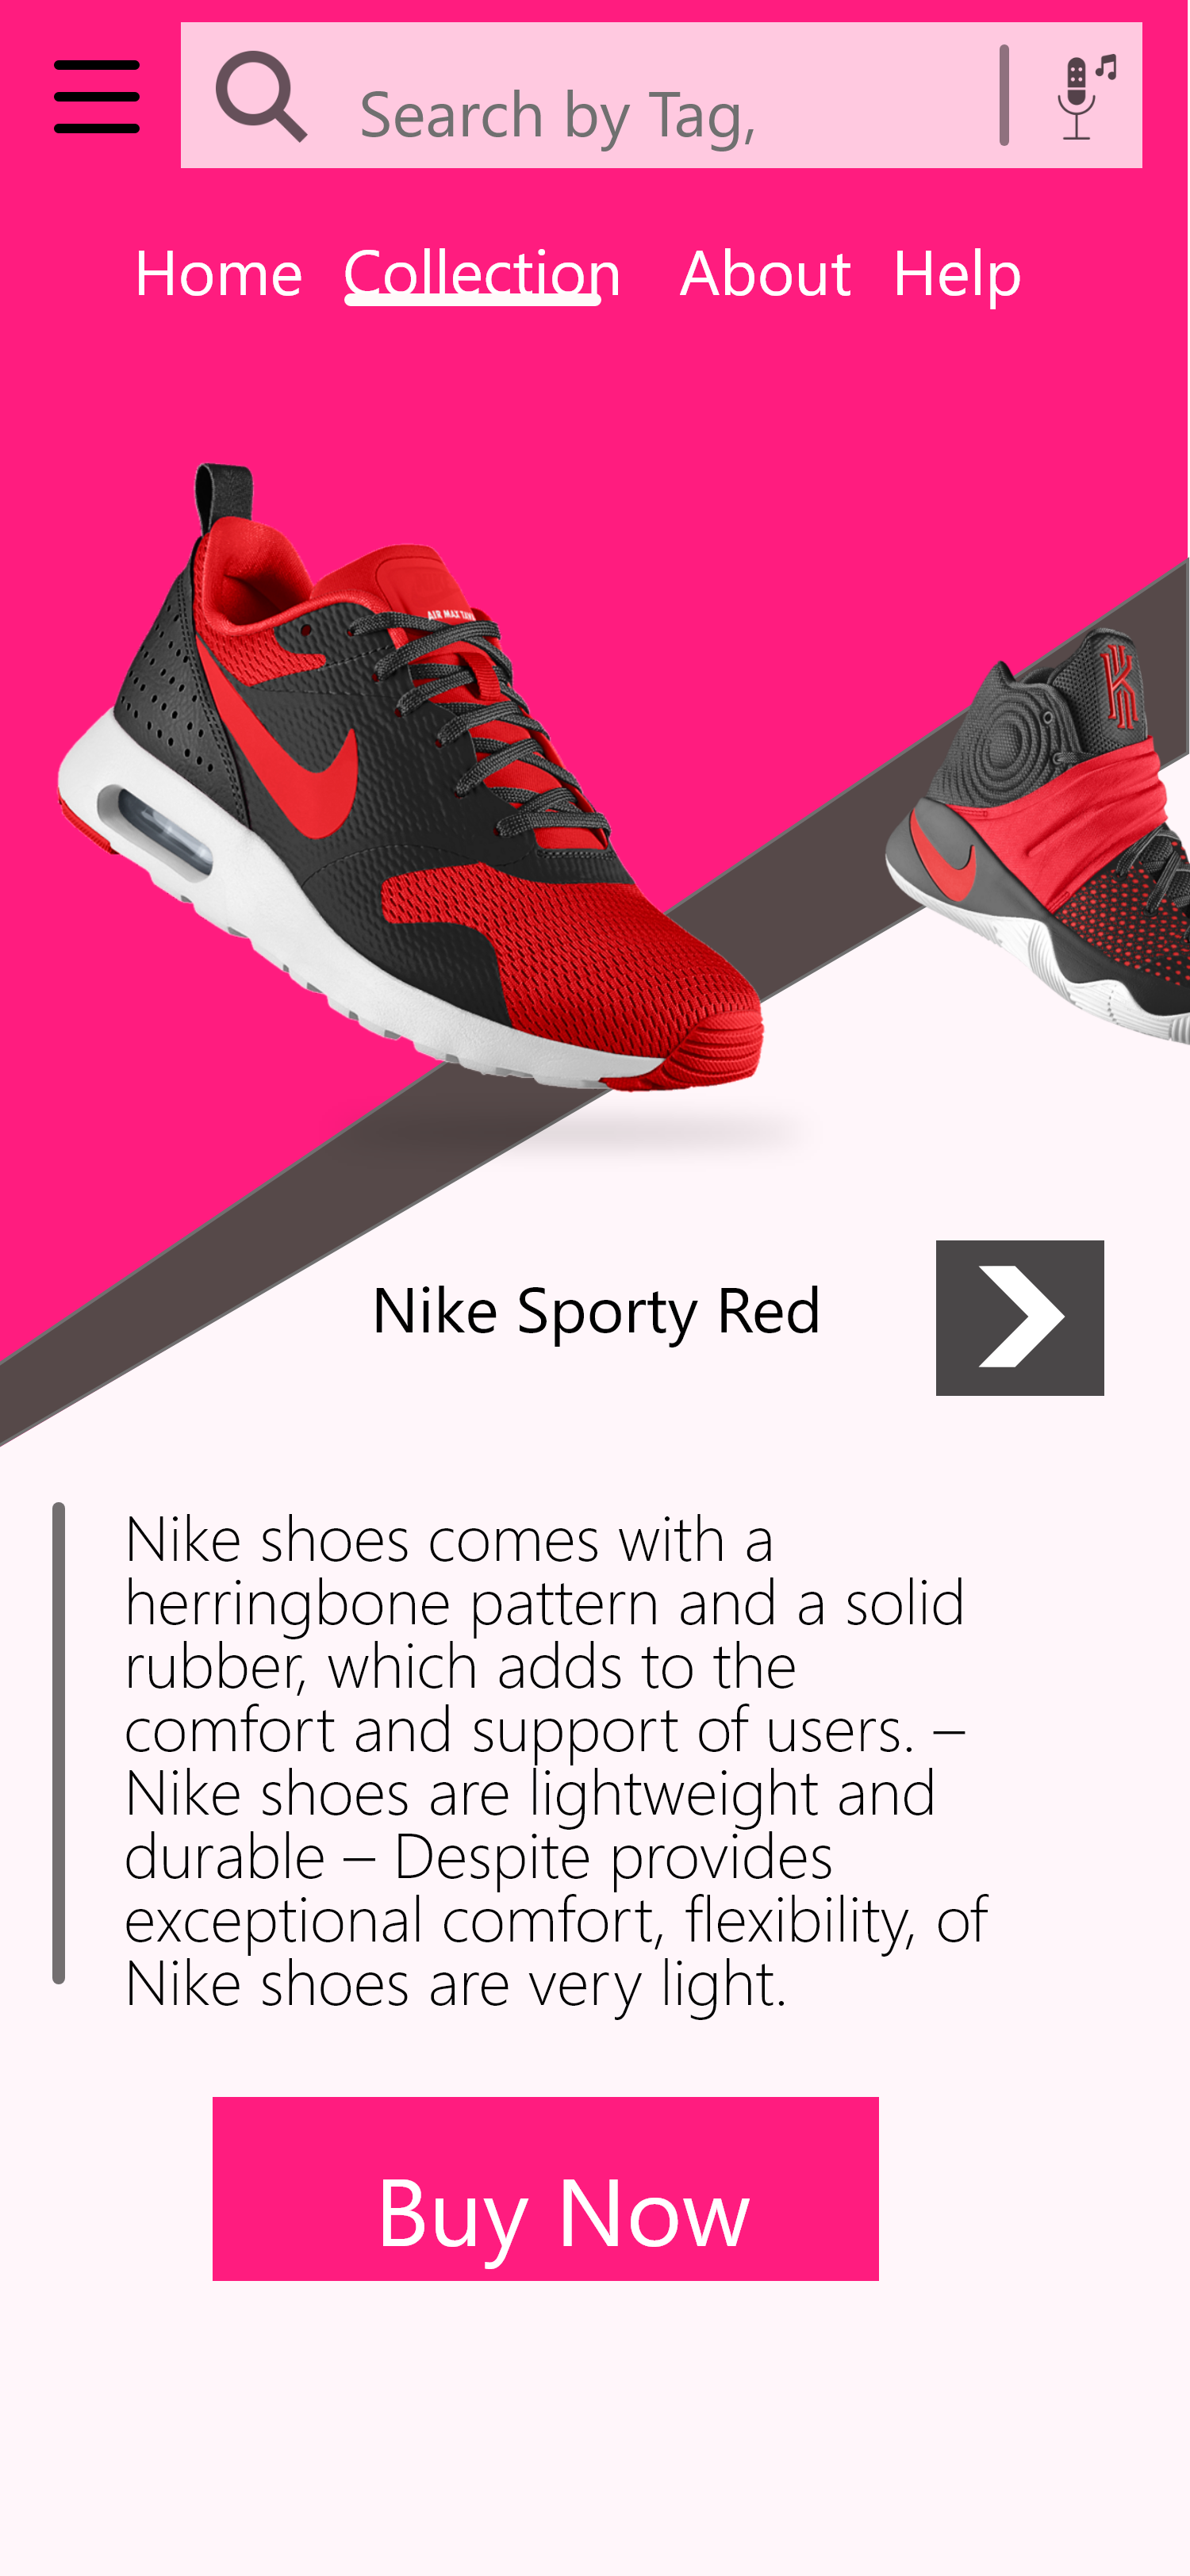 Search by Tag,
Home Collection About Help
AIR MAX
Nike Sporty Red
Nike shoes comes with a
herringbone pattern and a solid
rubber, which adds to the
comfort and support of users. –
Nike shoes are lightweight and
durable – Despite provides
exceptional comfort, flexibility, of
Nike shoes are very light.
Buy Now